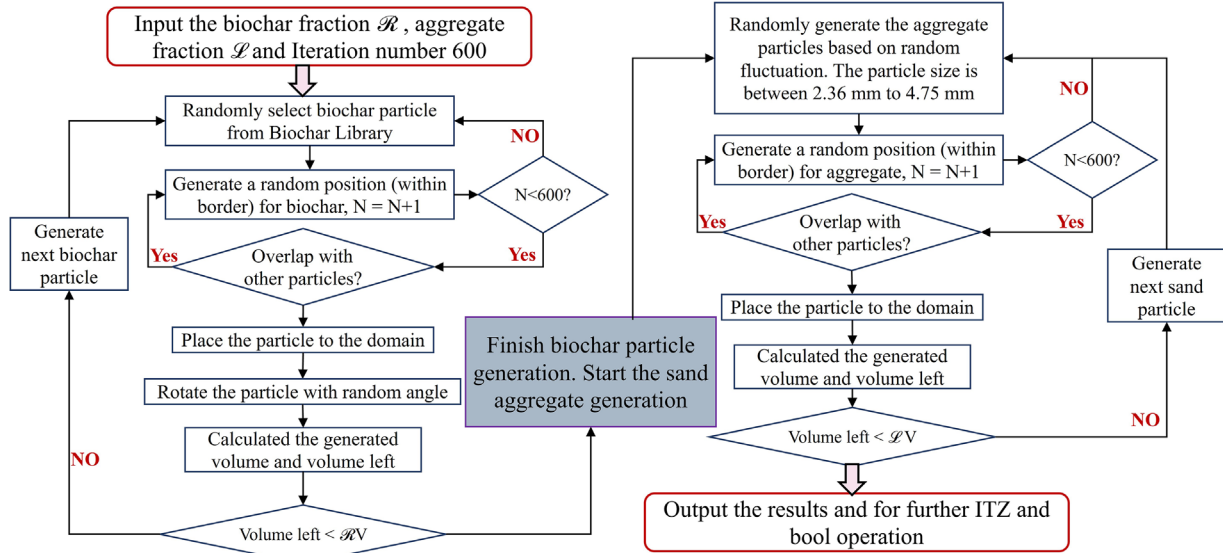 Input the biochar fraction ℛ , aggregate
fraction ℒ and Iteration number 600
Randomly select biochar particle
from Biochar Library
NO
Generate a random position (within
border) for biochar, N = N+1
N<600?
Yes
Yes
Overlap with
other particles?
Generate
next biochar
particle
Place the particle to the domain
Rotate the particle with random angle
Calculated the generated
volume and volume left
NO
Volume left < ℛV
Finish biochar particle
generation. Start the sand
aggregate generation
Randomly generate the aggregate
particles based on random
fluctuation. The particle size is
between 2.36 mm to 4.75 mm
NO
Generate a random position (within
border) for aggregate, N = N+1
N<600?
Yes
Yes
Overlap with
other particles?
Generate
next sand
particle
Place the particle to the domain
Calculated the generated
volume and volume left
NO
Volume left < ℒV
Output the results and for further ITZ and
bool operation